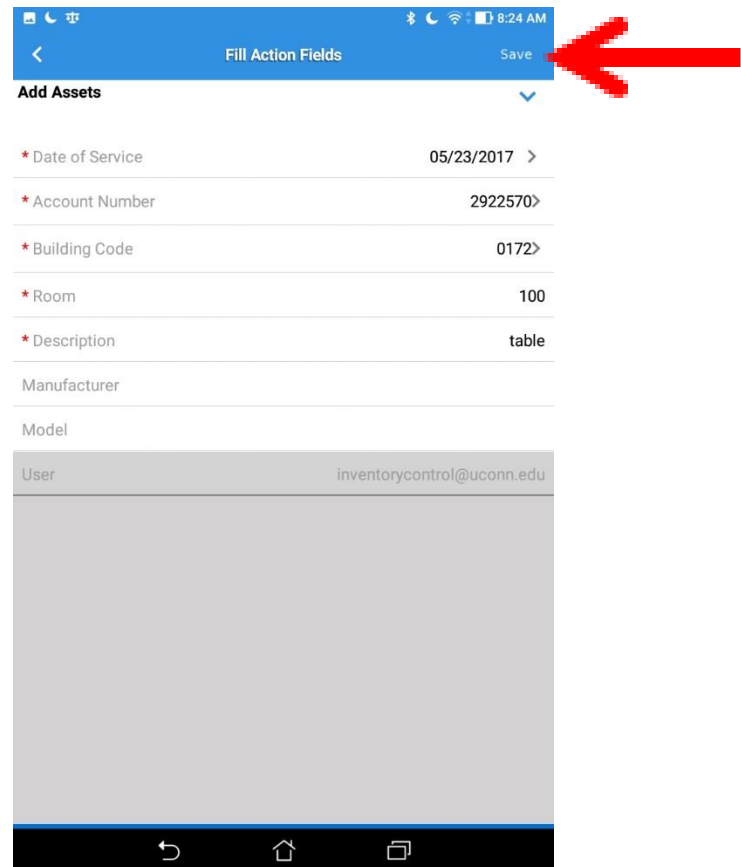 8:24 AM
Fill Action Fields Save
Add Assets
* Date of Service 05/23/2017 >
* Account Number 2922570>
* Building Code 0172>
* Room 100
* Description table
Manufacturer
Model
User inventorycontrol@uconn.edu